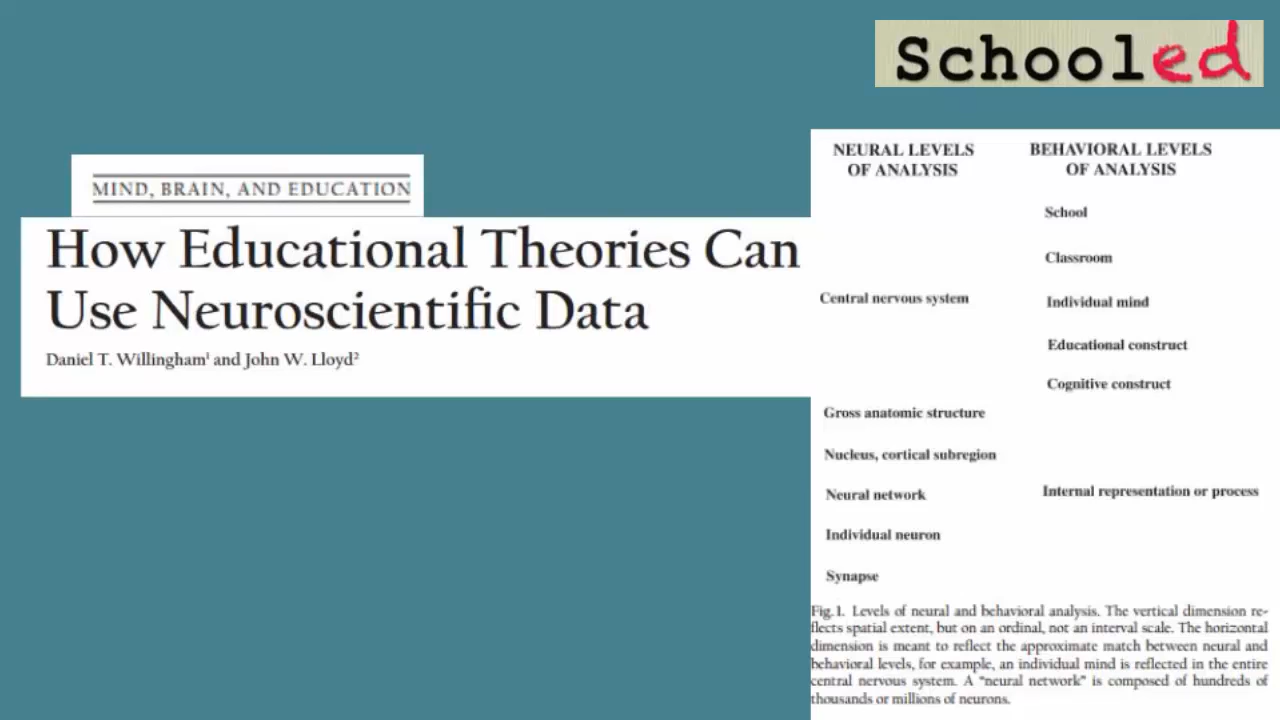 Schooled
MIND, BRAIN, AND EDUCATION
How Educational Theories Can
Use Neuroscientific Data
Daniel T. Willingham¹ and John W. Lloyd²
NEURAL LEVELS
OF ANALYSIS
BEHAVIORAL LEVELS
OF ANALYSIS
School
Classroom
Central nervous system
Individual mind
Educational construct
Cognitive construct
Gross anatomic structure
Nucleus, cortical subregion
Neural network
Internal representation or process
Individual neuron
Synapse
Fig.1. Levels of neural and behavioral analysis. The vertical dimension re-
flects spatial extent, but on an ordinal, not an interval scale. The horizontal
dimension is meant to reflect the approximate match between neural and
behavioral levels, for example, an individual mind is reflected in the entire
central nervous system. A "neural network" is composed of hundreds of
thousands or millions of neurons.